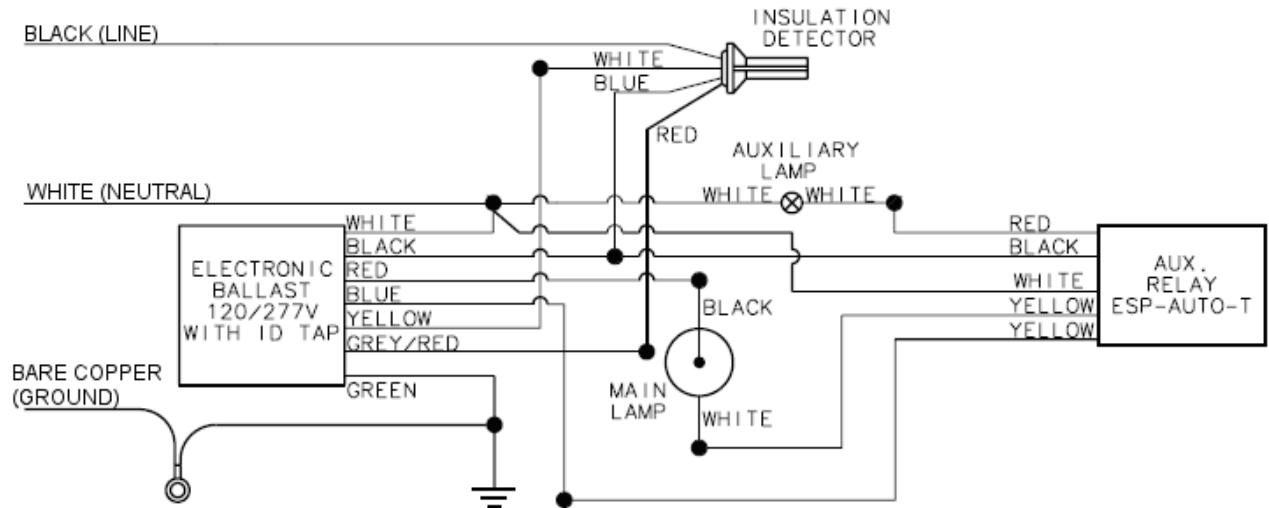 BLACK (LINE)
INSULATION
DETECTOR
WHITE
BLUE
RED
AUXILIARY
LAMP
WHITE (NEUTRAL)
WHITE
WHITE
WHITE
BLACK
RED
BLUE
YELLOW
GREY/RED
GREEN
ELECTRONIC
BALLAST
120/277V
WITH ID TAP
RED
BLACK
WHITE
YELLOW
YELLOW
AUX.
RELAY
ESP-AUTO-T
BLACK
MAIN
LAMP
WHITE
BARE COPPER
(GROUND)